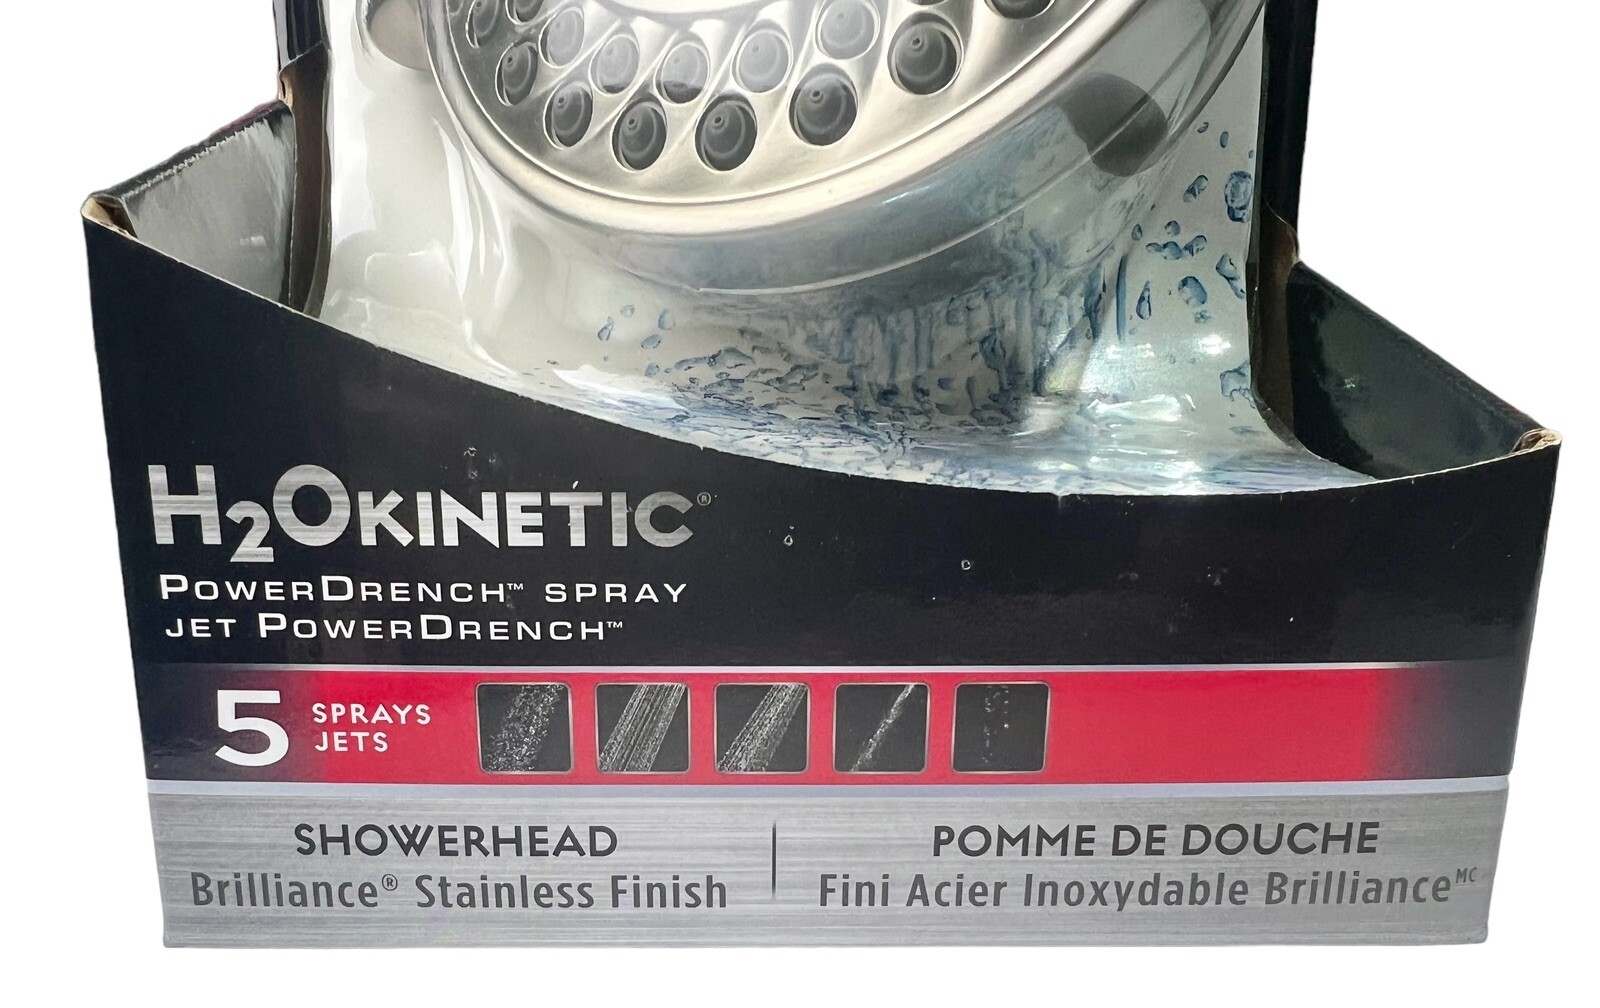 H2OKINETIC®
POWERDRENCH™ SPRAY
JET POWERDRENCH™
5 SPRAYS
JETS
SHOWERHEAD
Brilliance® Stainless Finish
POMME DE DOUCHE
Fini Acier Inoxydable Brilliance MC